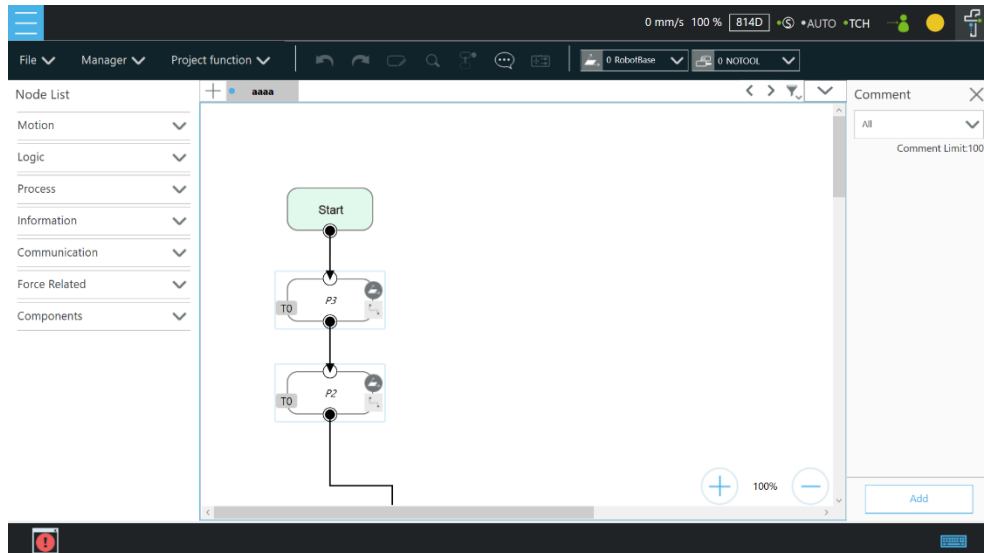 0 mm/s 100 % 814D S AUTO TCH
File Manager Project function 0 RobotBase 0 NOTOOL
Node List
Motion
Logic
Process
Information
Communication
Force Related
Components
aaaa
Start
P3
T0
P2
T0
100%
Comment
All
Comment Limit:100
Add